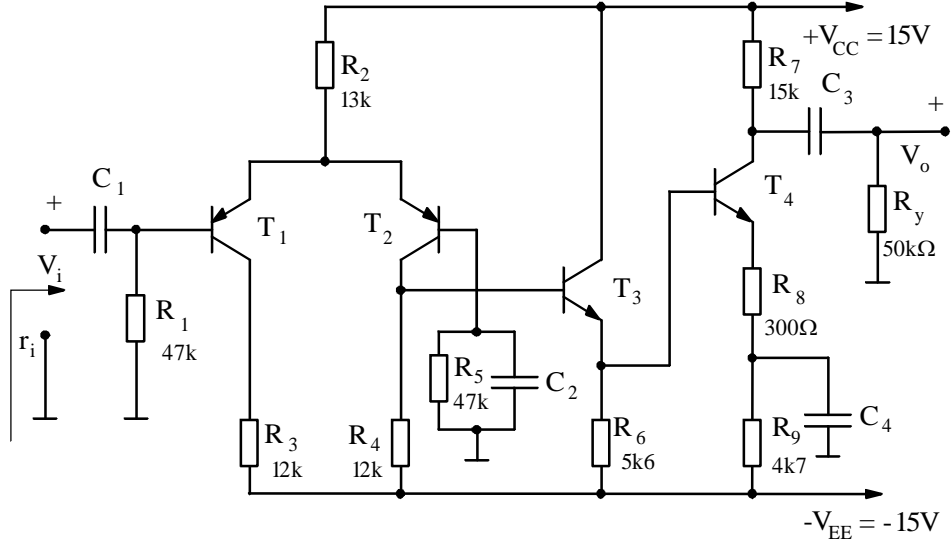 +V_CC = 15V
R_2
13k
R_7
15k
C_3
+
V_o
C_1
+
T_1
T_2
T_4
R_y
50kΩ
V_i
T_3
R_8
300Ω
R_1
47k
r_i
R_5
47k
C_2
R_3
12k
R_4
12k
R_6
5k6
R_9
4k7
C_4
-V_EE = -15V